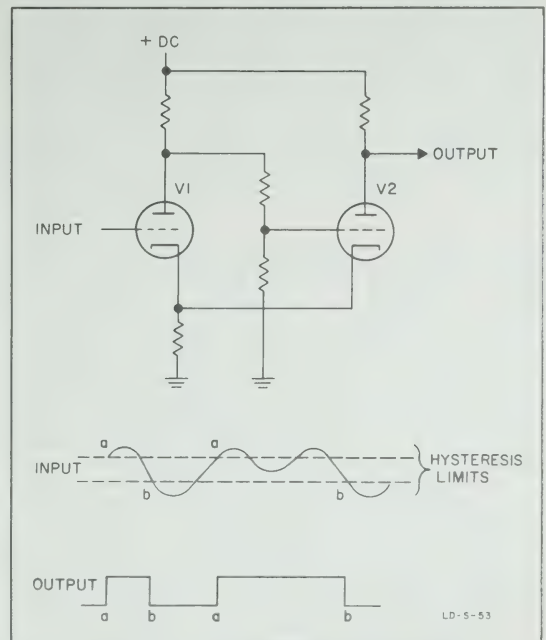 + DC
OUTPUT
V1
V2
INPUT
a
a
INPUT
HYSTERESIS
LIMITS
b
b
OUTPUT
a b a b
LD-S-53